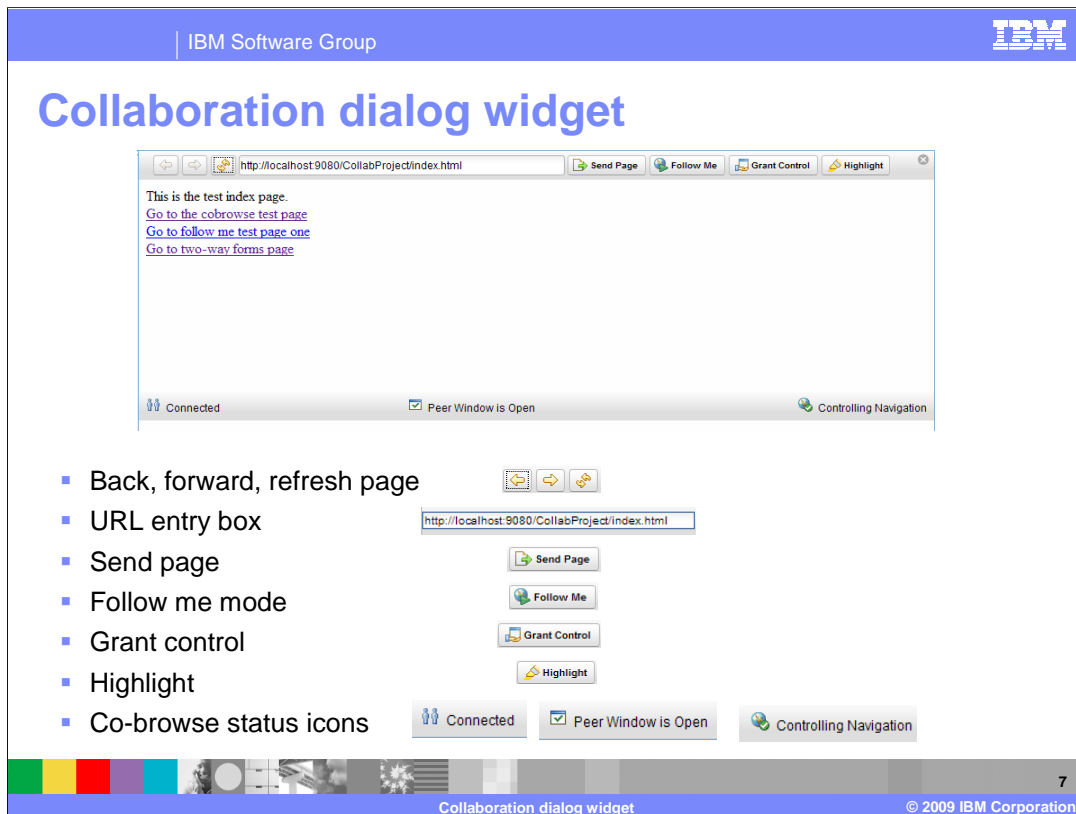 IBM Software Group
IBM
Collaboration dialog widget
http://localhost:9080/CollabProject/index.html Send Page Follow Me Grant Control Highlight
This is the test index page.
Go to the cobrowse test page
Go to follow me test page one
Go to two-way forms page
Connected Peer Window is Open Controlling Navigation
Back, forward, refresh page
URL entry box http://localhost:9080/CollabProject/index.html
Send page Send Page
Follow me mode Follow Me
Grant control Grant Control
Highlight Highlight
Co-browse status icons Connected Peer Window is Open Controlling Navigation
7
Collaboration dialog widget © 2009 IBM Corporation